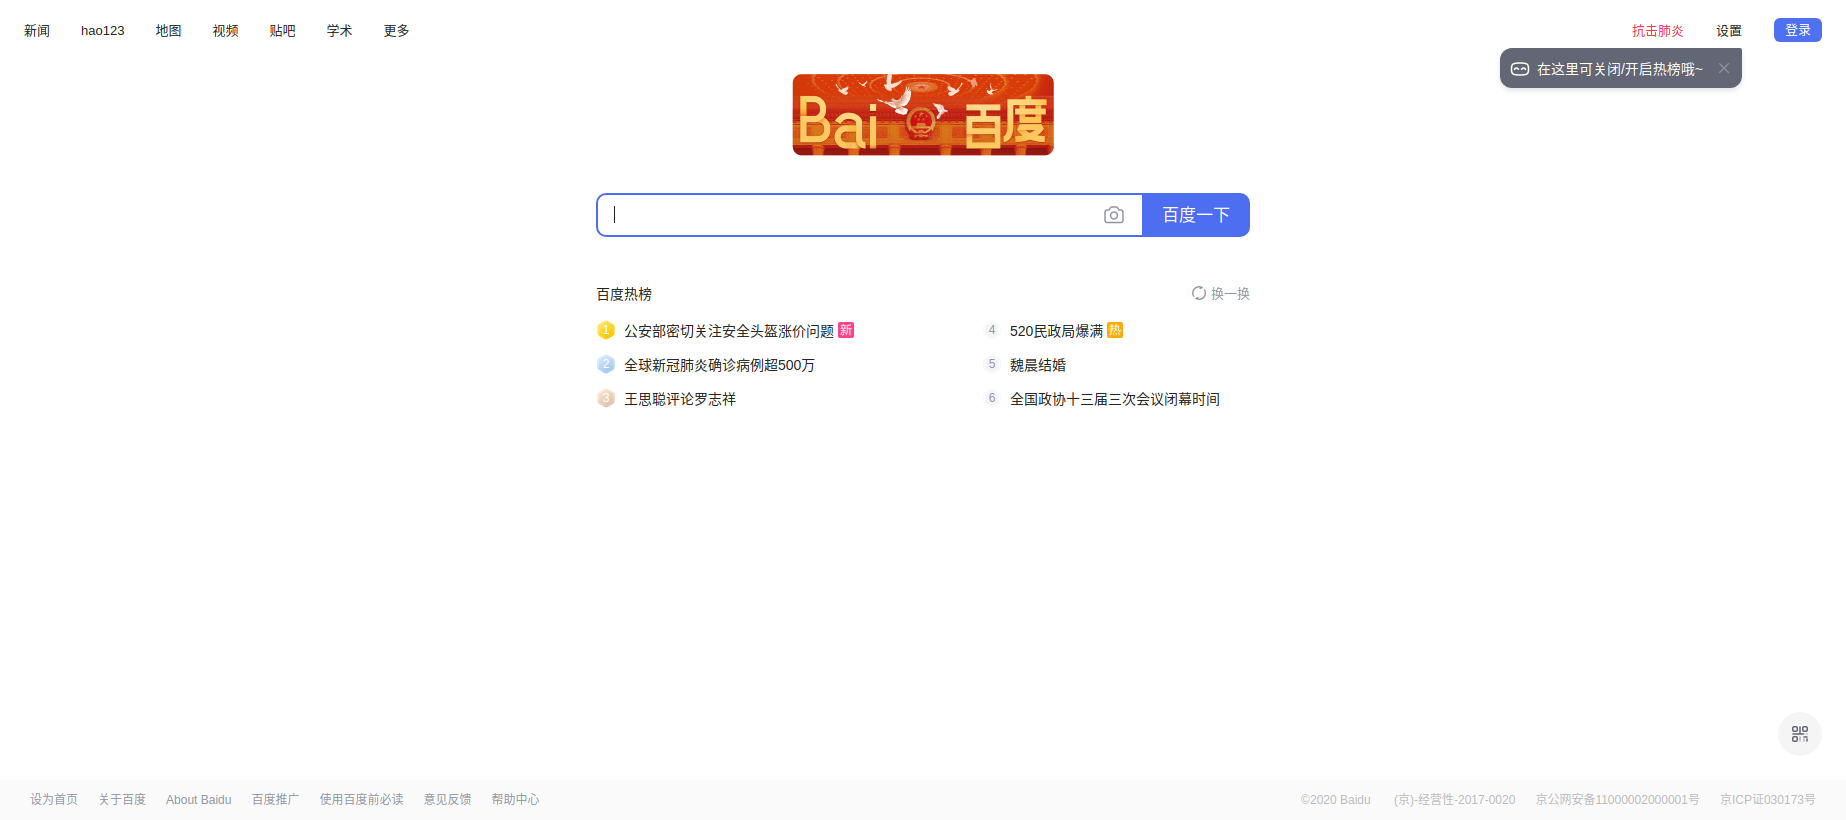 新闻 hao123 地图 视频 贴吧 学术 更多 抗击肺炎 设置 登录
在这里可关闭/开启热榜哦~
Bai 百度
百度一下
百度热榜 换一换
1 公安部密切关注安全头盔涨价问题 新
2 全球新冠肺炎确诊病例超500万
3 王思聪评论罗志祥
4 520民政局爆满 热
5 魏晨结婚
6 全国政协十三届三次会议闭幕时间
设为首页 关于百度 About Baidu 百度推广 使用百度前必读 意见反馈 帮助中心 ©2020 Baidu (京)-经营性-2017-0020 京公网安备11000002000001号 京ICP证030173号